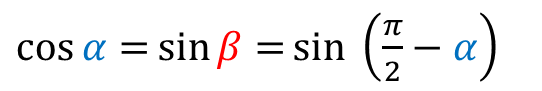 cos α = sin β = sin (π/2 − α)